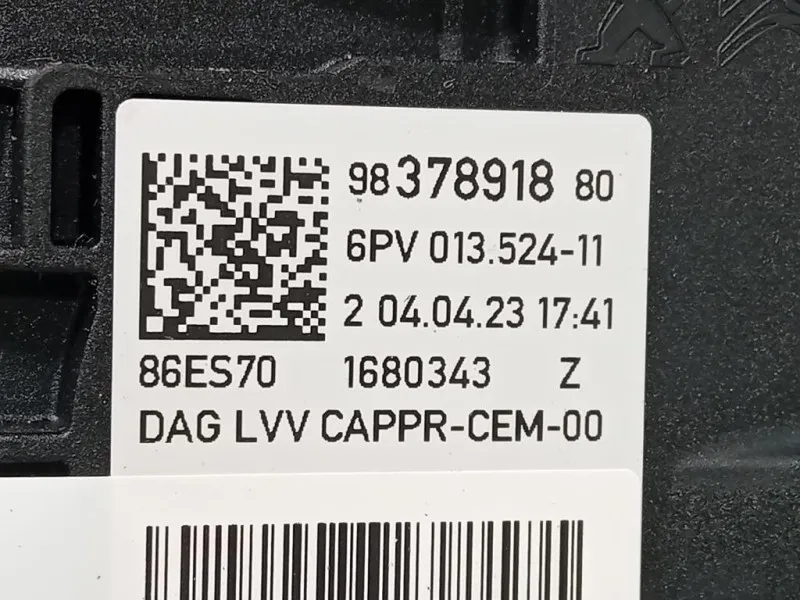 98 378918 80
6PV 013.524-11
2 04.04.23 17:41
86ES70 1680343 Z
DAG LVV CAPPR-CEM-00